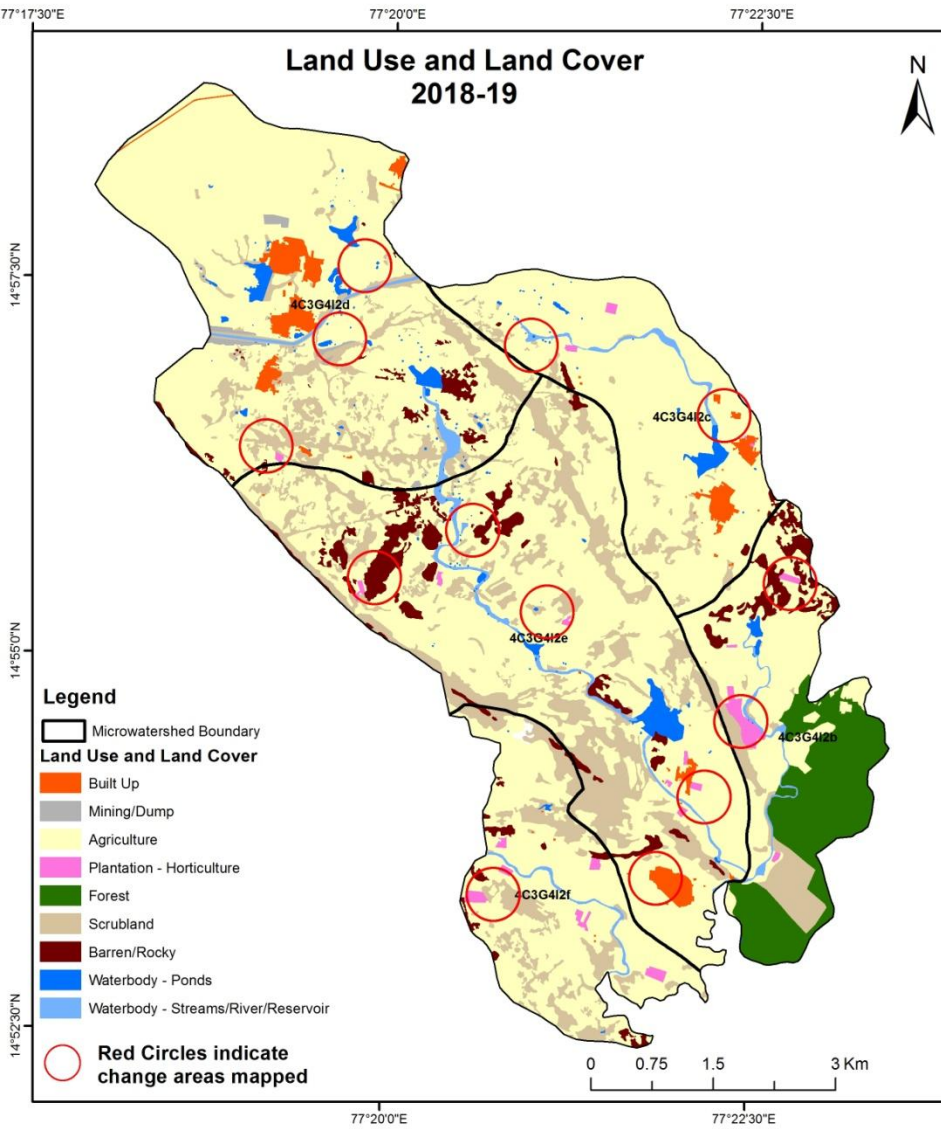 77°17'30"E
77°20'0"E
77°22'30"E
Land Use and Land Cover
2018-19
N
14°57'30"N
14°57'30"N
4C3G4I2d
4C3G4I2c
14°55'0"N
4C3G4I2e
4C3G4I2b
4C3G4I2f
Legend
Microwatershed Boundary
Land Use and Land Cover
Built Up
Mining/Dump
Agriculture
Plantation - Horticulture
Forest
Scrubland
Barren/Rocky
Waterbody - Ponds
Waterbody - Streams/River/Reservoir
Red Circles indicate
change areas mapped
14°52'30"N
0 0.75 1.5 3 Km
77°20'0"E
77°22'30"E